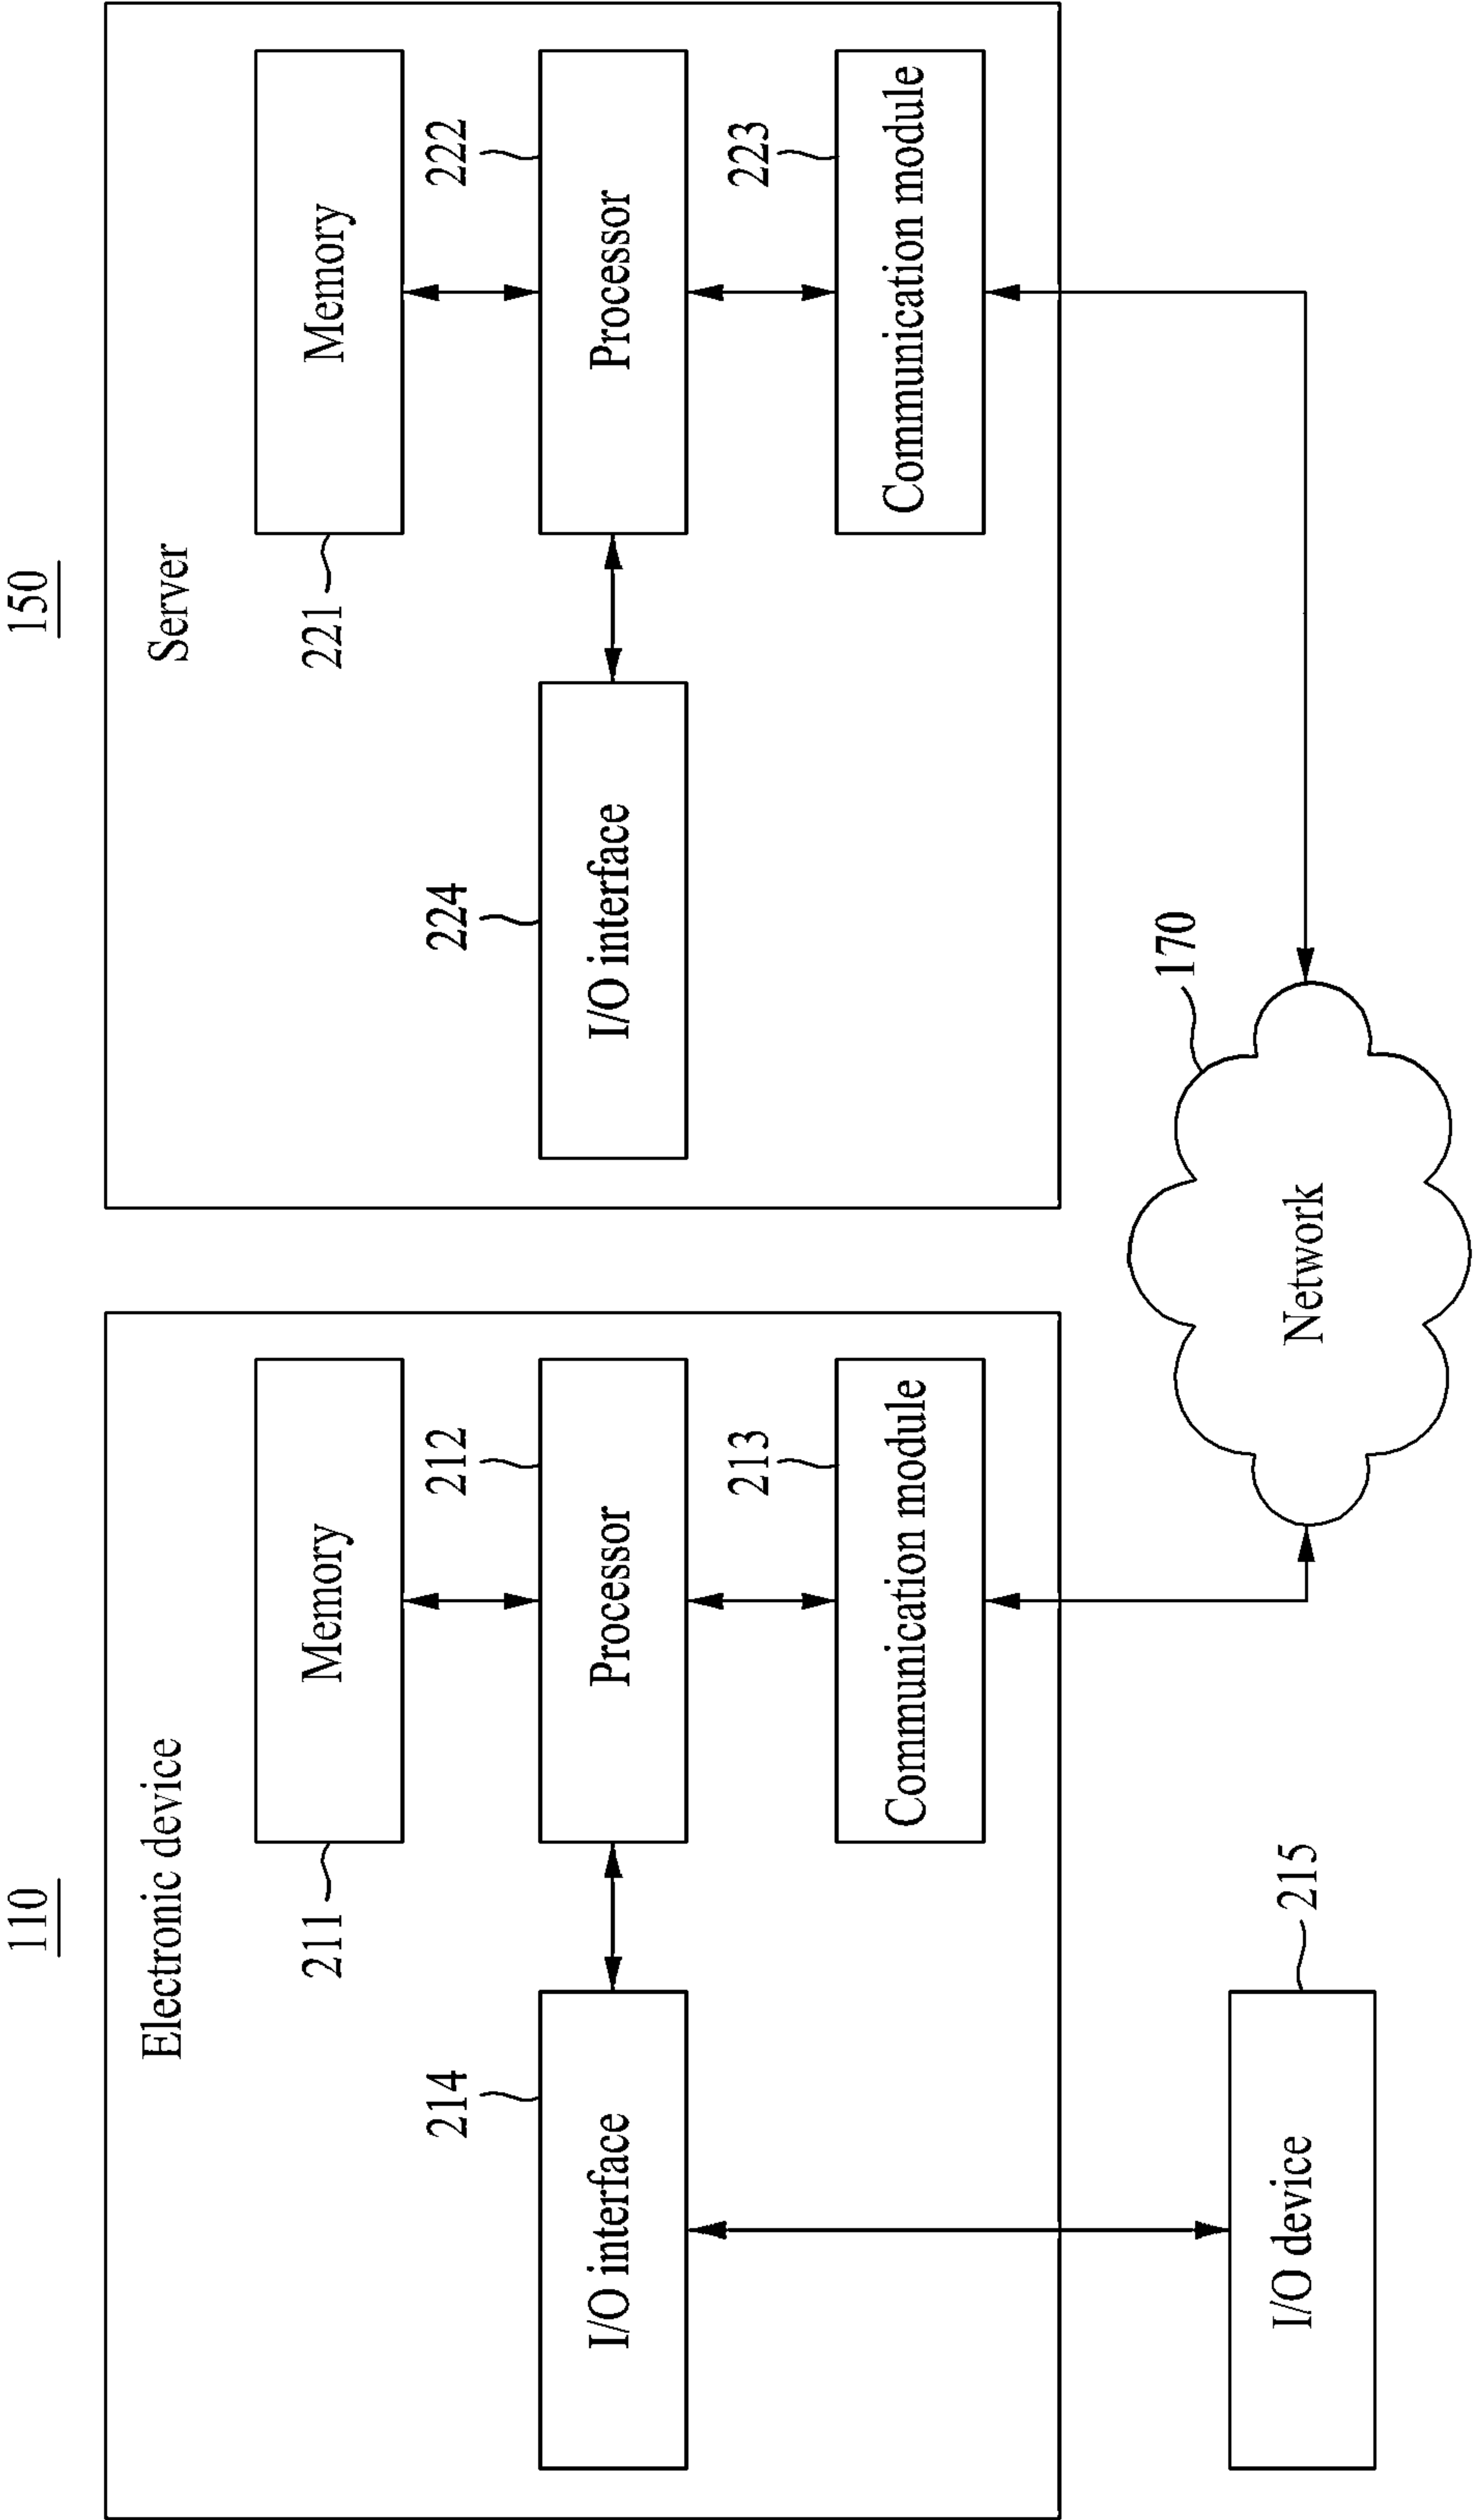 110
Electronic device
211
Memory
214
212
I/O interface
Processor
213
Communication module
215
I/O device
150
Server
221
Memory
224
222
I/O interface
Processor
223
Communication module
170
Network